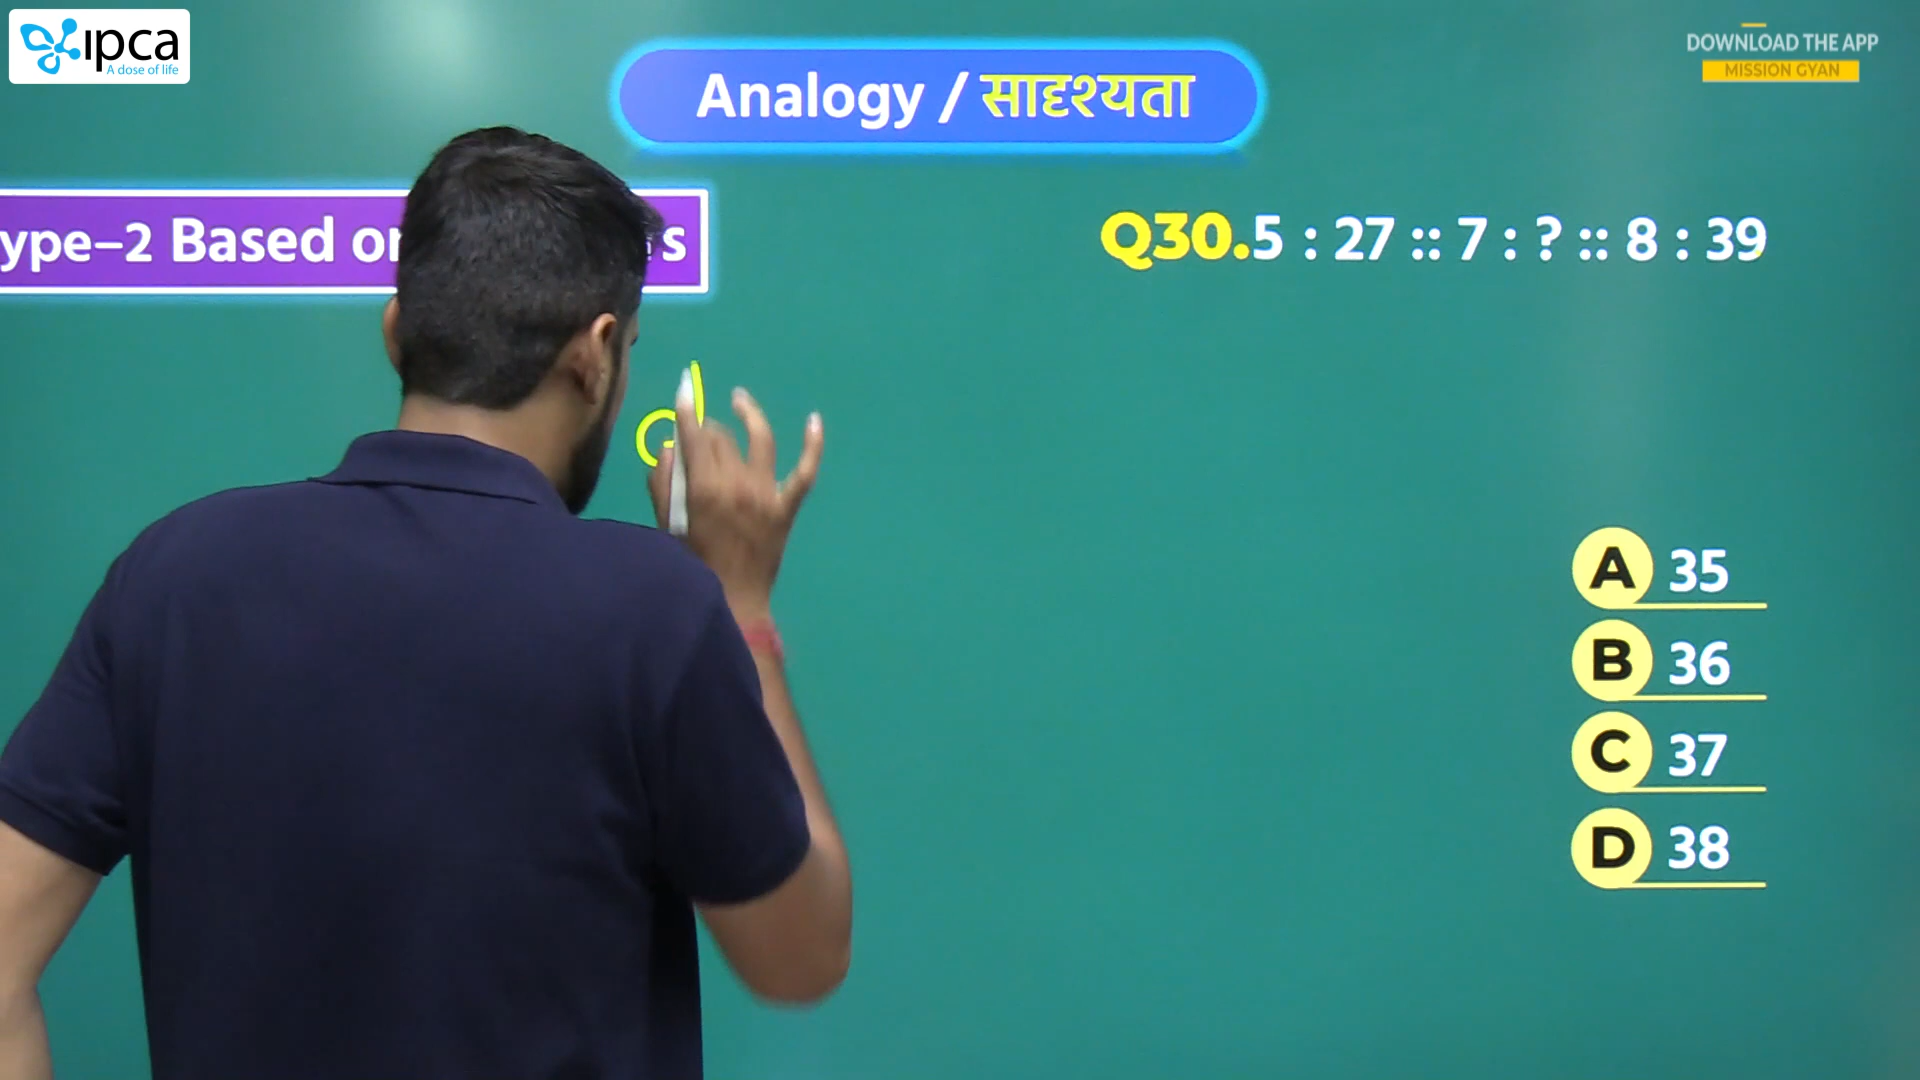 ipca
A dose of life
DOWNLOAD THE APP
MISSION GYAN
Analogy / सादृश्यता
ype–2 Based on
Q30. 5 : 27 :: 7 : ? :: 8 : 39
A 35
B 36
C 37
D 38